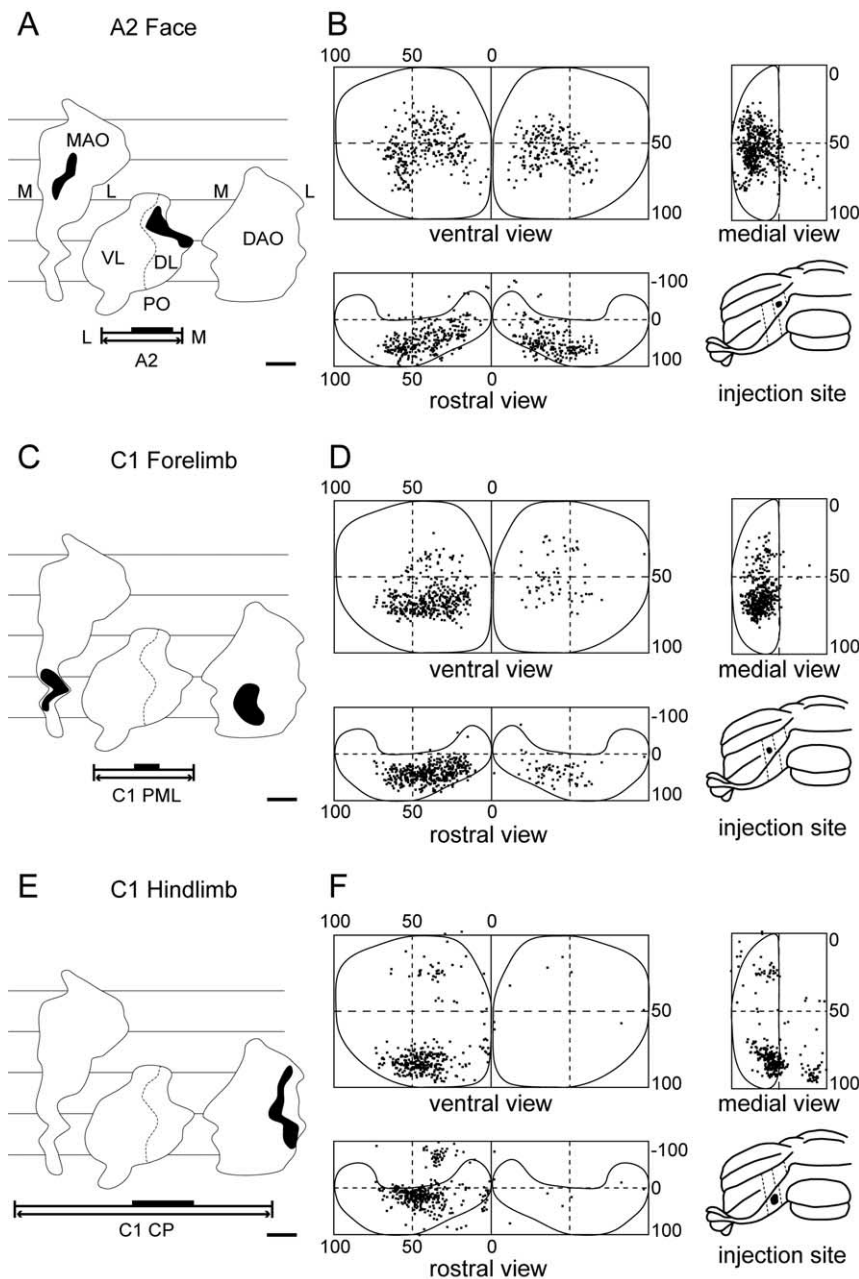 A A2 Face
MAO
M L M L
VL DL DAO
PO
L M
A2
B
100 50 0
0
50
100
ventral view
medial view
-100
0
100
100 50 0
rostral view
injection site
C C1 Forelimb
C1 PML
D
100 50 0
0
50
100
ventral view
medial view
-100
0
100
100 50 0
rostral view
injection site
E C1 Hindlimb
C1 CP
F
100 50 0
0
50
100
ventral view
medial view
-100
0
100
100 50 0
rostral view
injection site